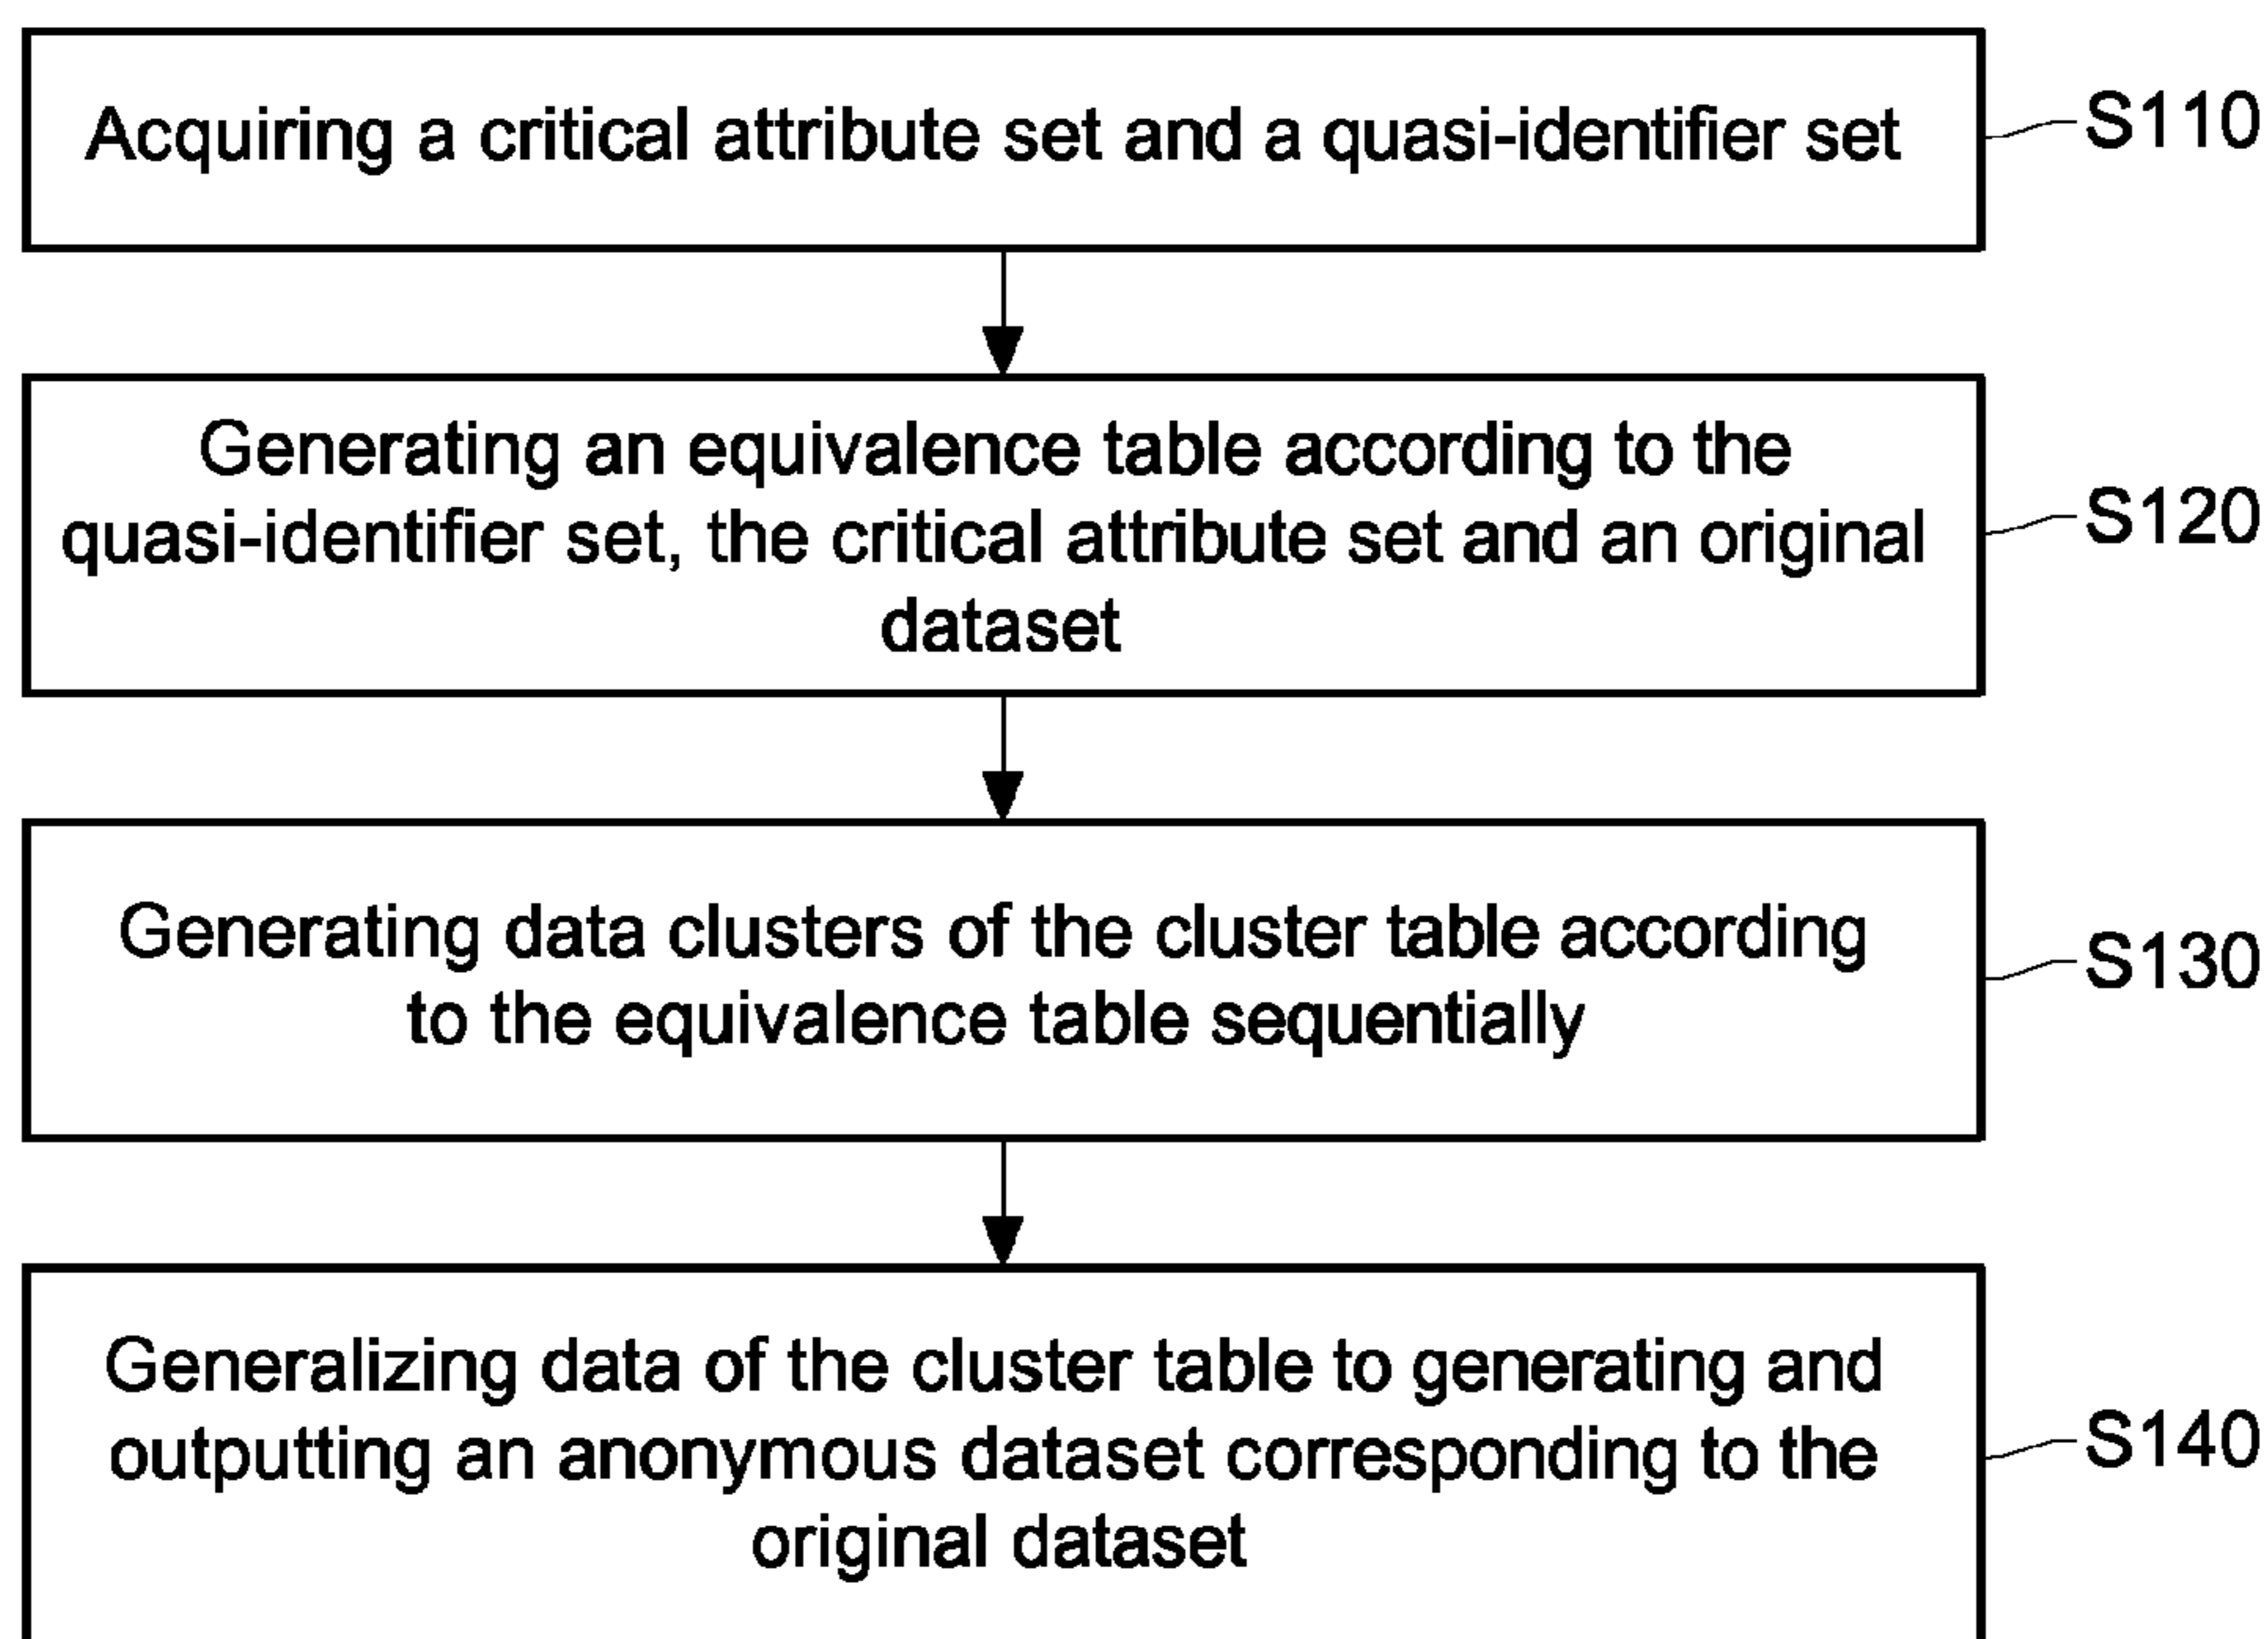 Acquiring a critical attribute set and a quasi-identifier set
S110
Generating an equivalence table according to the
quasi-identifier set, the critical attribute set and an original
dataset
S120
Generating data clusters of the cluster table according
to the equivalence table sequentially
S130
Generalizing data of the cluster table to generating and
outputting an anonymous dataset corresponding to the
original dataset
S140